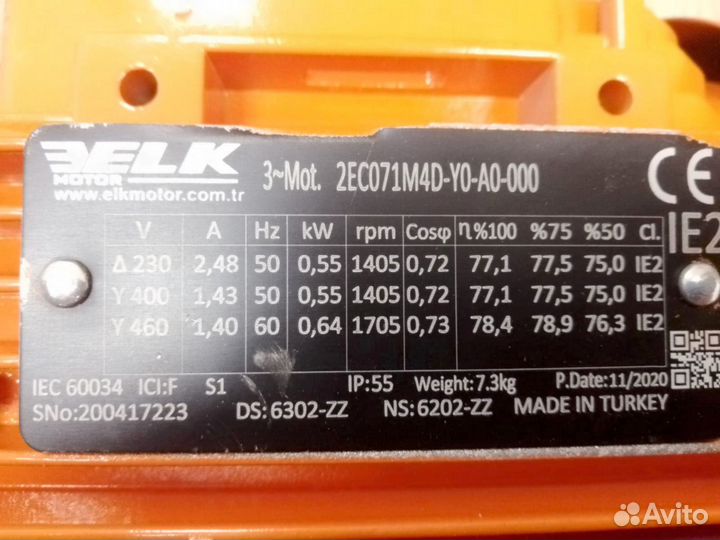 ELK
MOTOR
www.elkmotor.com.tr
3~Mot. 2EC071M4D-Y0-A0-000
CE
IE2
V A Hz kW rpm Cosφ η%100 %75 %50 Cl.
Δ 230 2,48 50 0,55 1405 0,72 77,1 77,5 75,0 IE2
Y 400 1,43 50 0,55 1405 0,72 77,1 77,5 75,0 IE2
Y 460 1,40 60 0,64 1705 0,73 78,4 78,9 76,3 IE2
IEC 60034 ICl:F S1 IP:55 Weight:7.3kg P.Date:11/2020
SNo:200417223 DS:6302-ZZ NS:6202-ZZ MADE IN TURKEY
Avito